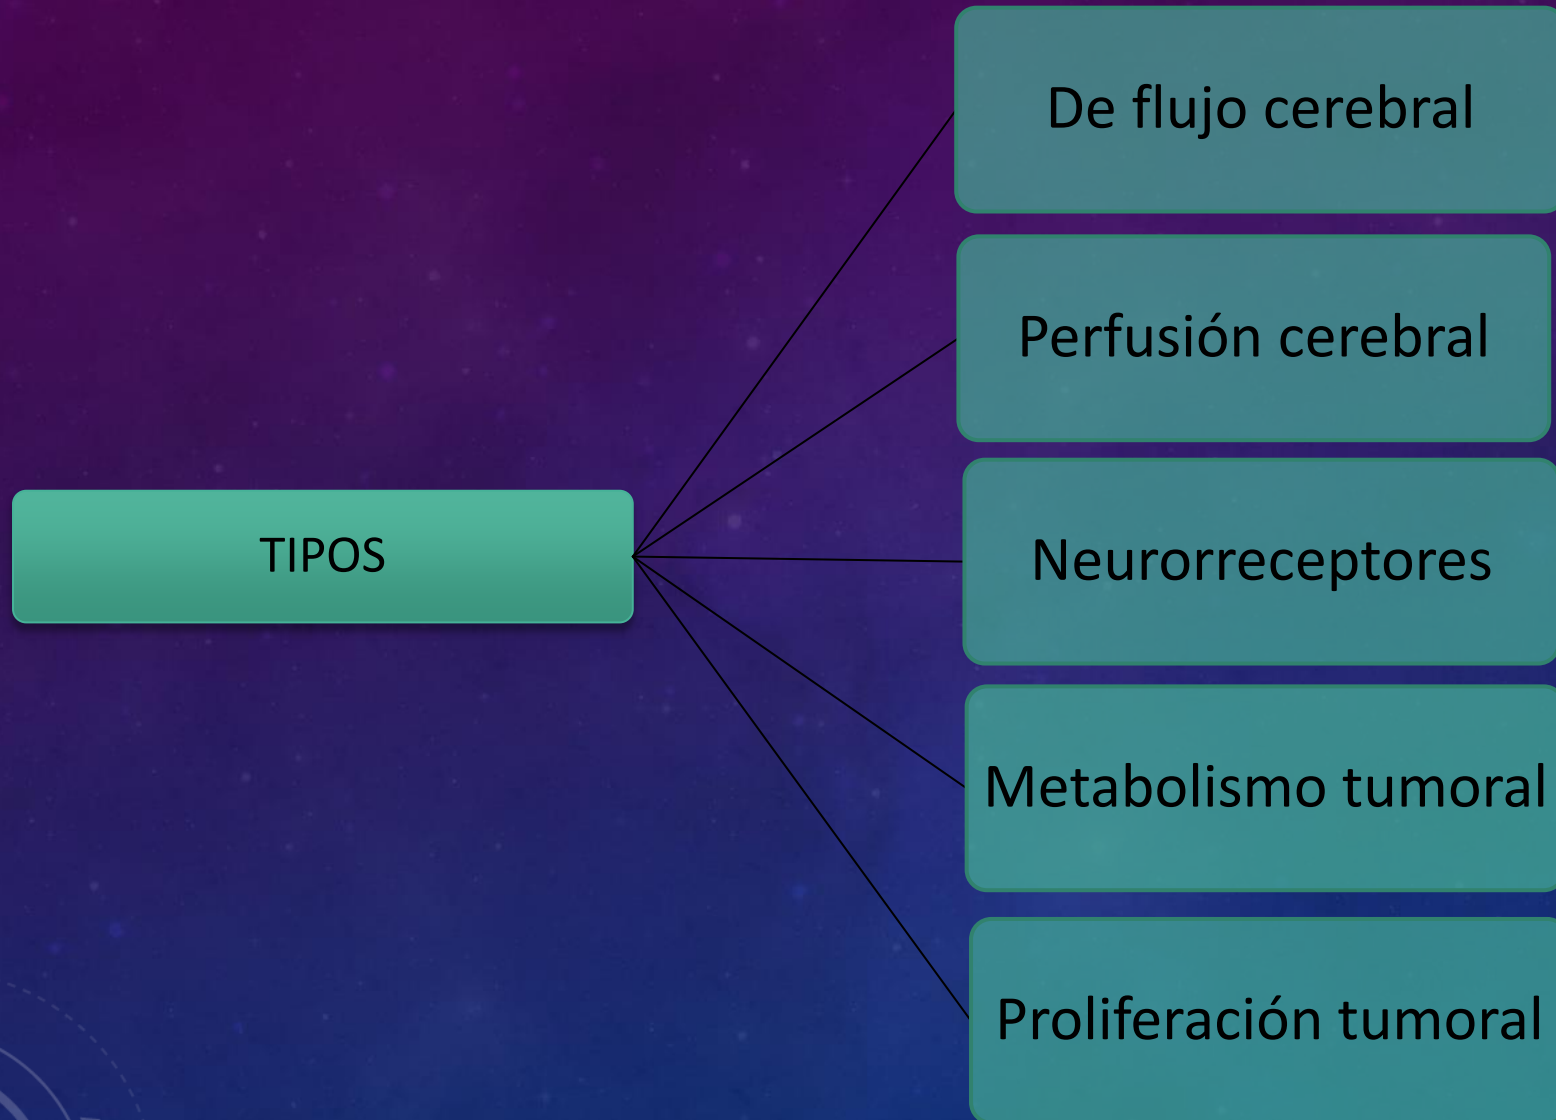 TIPOS
De flujo cerebral
Perfusión cerebral
Neurorreceptores
Metabolismo tumoral
Proliferación tumoral